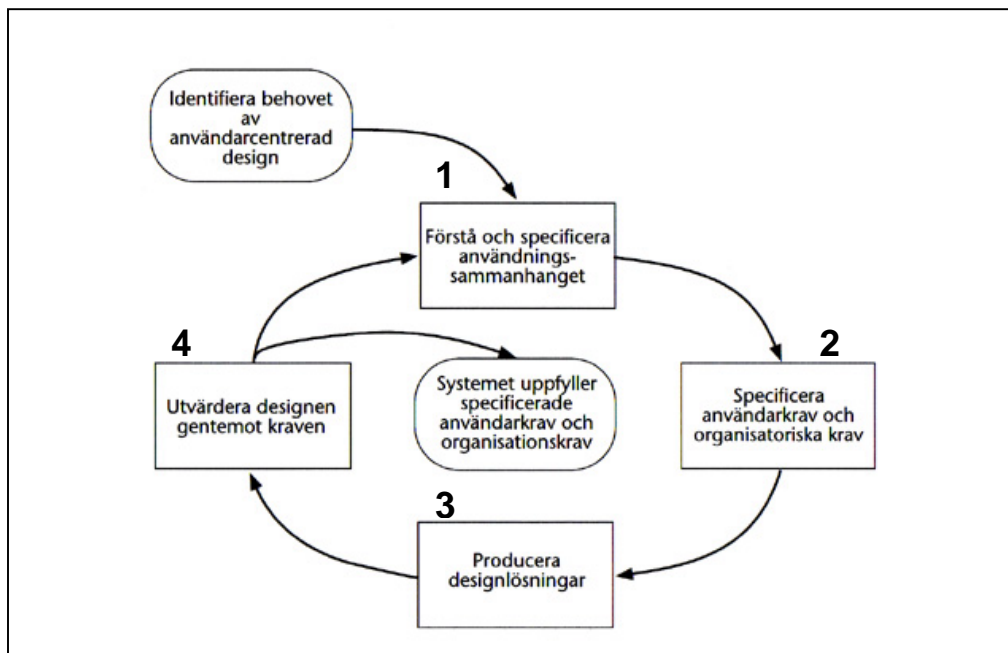 Identifiera behovet
av
användarcentrerad
design
1
Förstå och specificera
användnings-
sammanhanget
2
Specificera
användarkrav och
organisatoriska krav
3
Producera
designlösningar
4
Utvärdera designen
gentemot kraven
Systemet uppfyller
specificerade
användarkrav och
organisationskrav